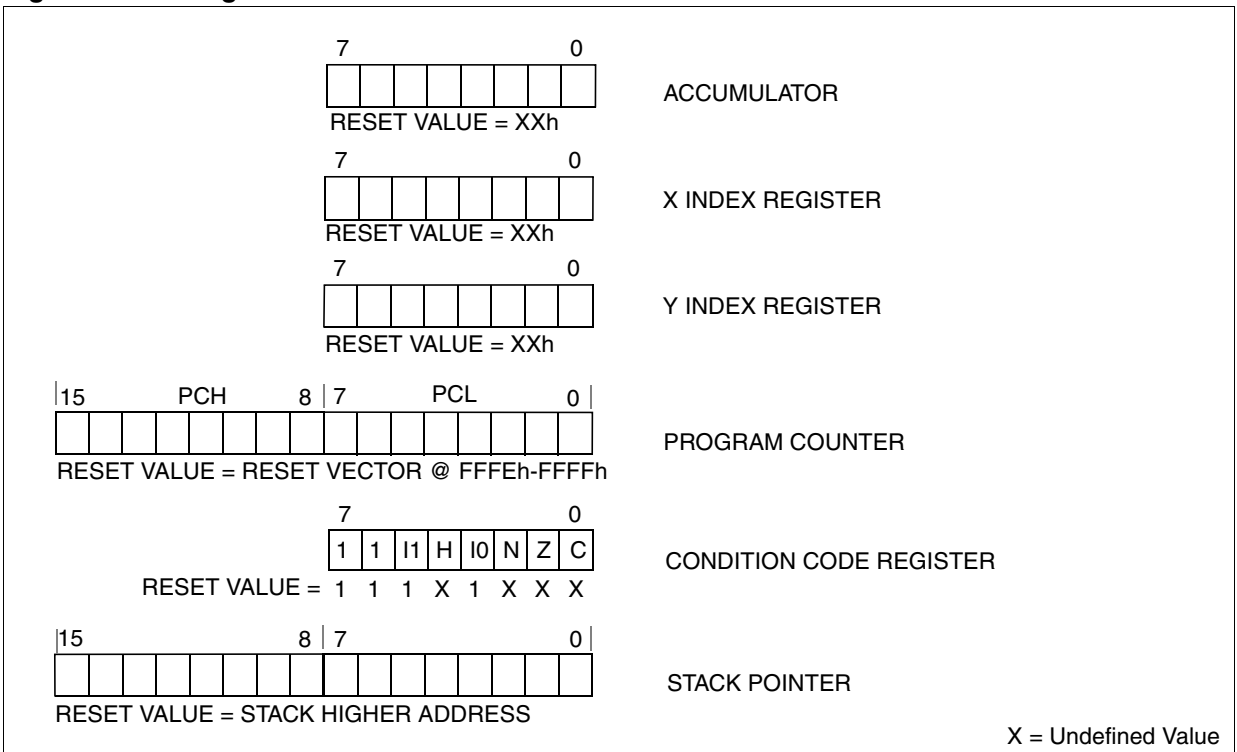 7 0
ACCUMULATOR
RESET VALUE = XXh
7 0
X INDEX REGISTER
RESET VALUE = XXh
7 0
Y INDEX REGISTER
RESET VALUE = XXh
15 PCH 8 7 PCL 0
PROGRAM COUNTER
RESET VALUE = RESET VECTOR @ FFFEh-FFFFh
7 0
1 1 I1 H I0 N Z C
CONDITION CODE REGISTER
RESET VALUE = 1 1 1 X 1 X X X
15 8 7 0
STACK POINTER
RESET VALUE = STACK HIGHER ADDRESS
X = Undefined Value